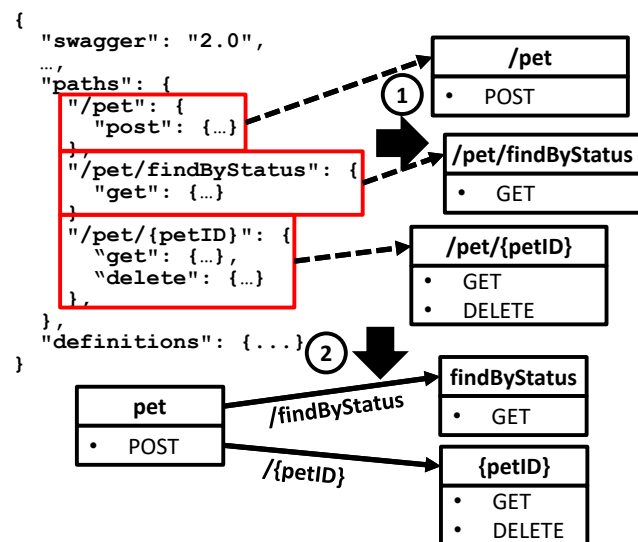 {
"swagger": "2.0",
…,
"paths": {
"/pet": {
"post": {…}
},
"/pet/findByStatus": {
"get": {…}
}
"/pet/{petID}": {
“get": {…},
“delete": {…}
},
},
"definitions": {...}
}
1
/pet
• POST
/pet/findByStatus
• GET
/pet/{petID}
• GET
• DELETE
2
pet
• POST
/findByStatus
/{petID}
findByStatus
• GET
{petID}
• GET
• DELETE